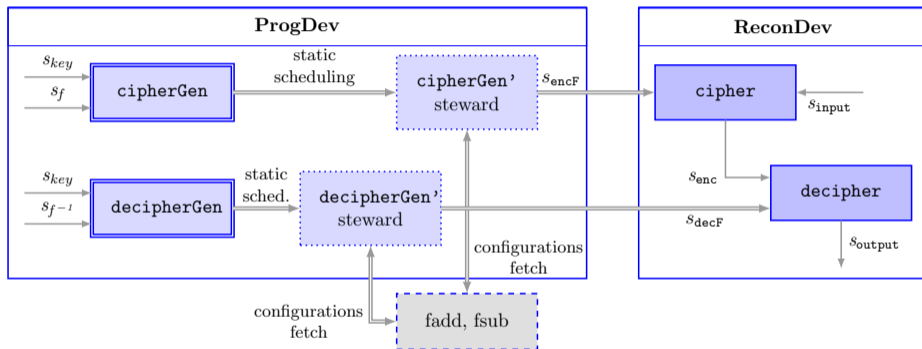 ProgDev
ReconDev
s_key
s_f
cipherGen
static
scheduling
cipherGen'
steward
s_encF
cipher
s_input
s_key
s_f⁻¹
decipherGen
static
sched.
decipherGen'
steward
s_enc
decipher
s_decF
s_output
configurations
fetch
configurations
fetch
fadd, fsub